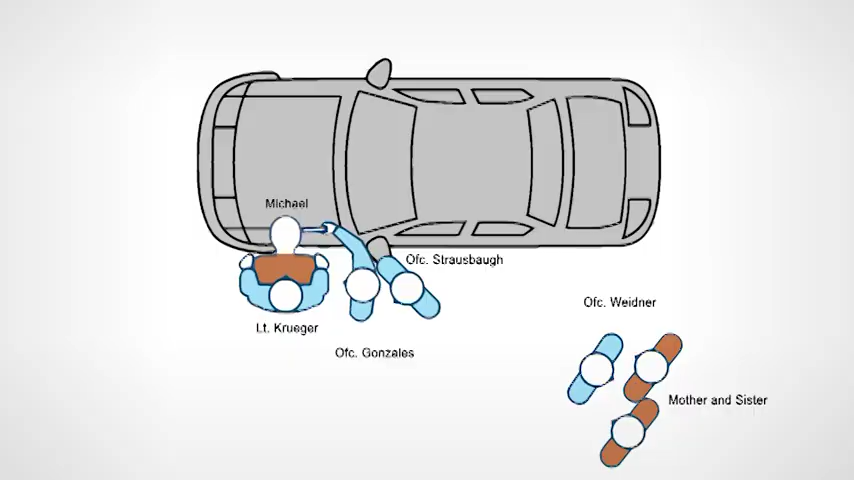 Michael
Ofc. Strausbaugh
Lt. Krueger
Ofc. Gonzales
Ofc. Weidner
Mother and Sister